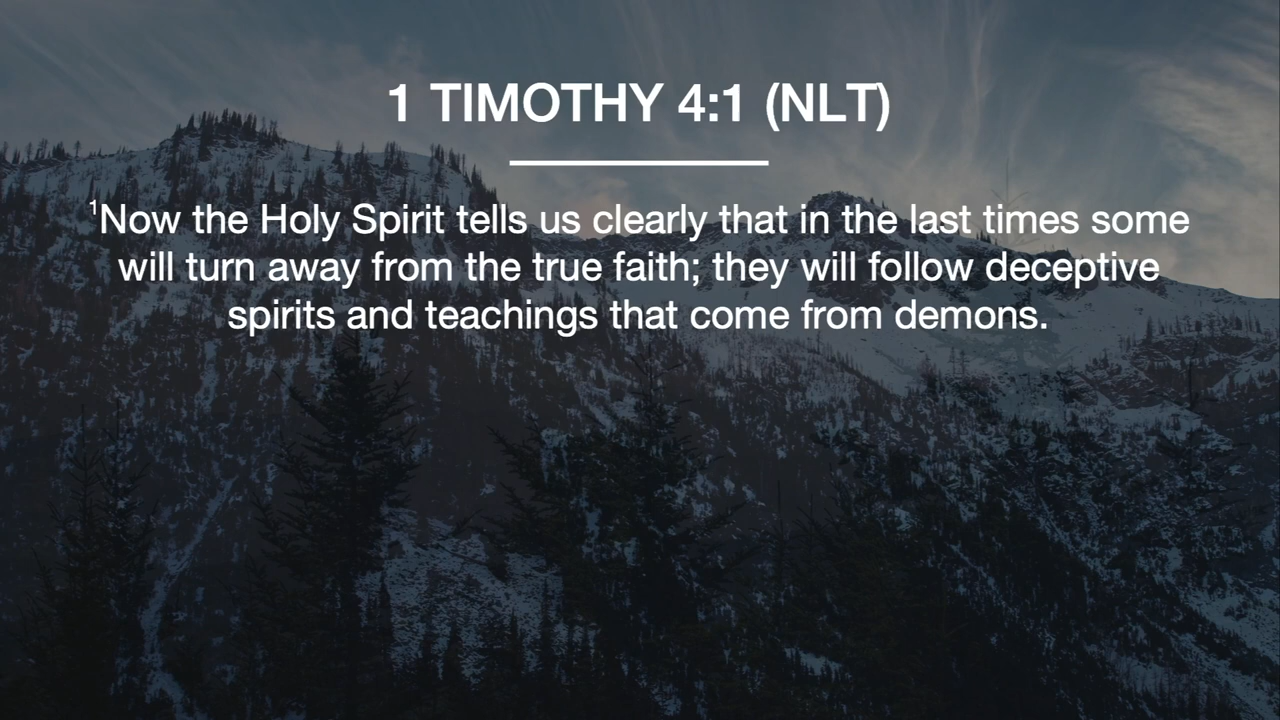 1 TIMOTHY 4:1 (NLT)
¹Now the Holy Spirit tells us clearly that in the last times some
will turn away from the true faith; they will follow deceptive
spirits and teachings that come from demons.